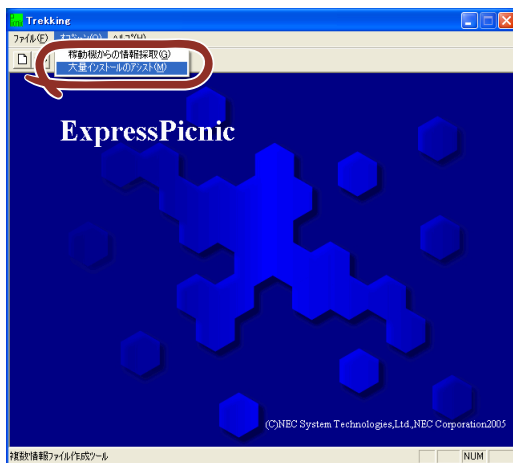 Trekking
ファイル(F)
稼動機からの情報採取(G)
大量インストールのアシスト(M)
ExpressPicnic
(C)NEC System Technologies,Ltd.,NEC Corporation2005
複数情報ファイル作成ツール
NUM